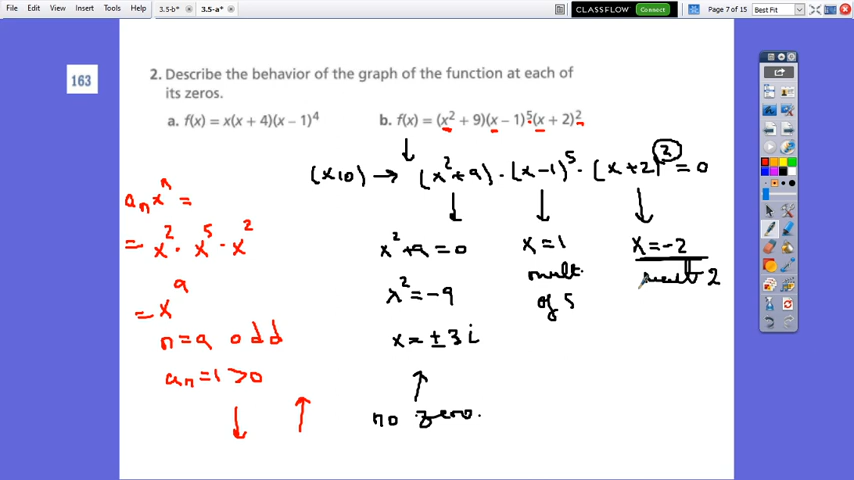 File Edit View Insert Tools Help 3.5-b* 3.5-a* CLASSFLOW Connect Page 7 of 15 Best Fit
163
2. Describe the behavior of the graph of the function at each of
its zeros.
a. f(x) = x(x + 4)(x − 1)⁴ b. f(x) = (x² + 9)(x − 1)⁵(x + 2)²
(x10) → (x²+9) · (x−1)⁵ · (x+2)² = 0
aₙxⁿ =
= x² · x⁵ · x²
= x⁹
n = 9 odd
aₙ = 1 > 0
x²+9 = 0
x² = −9
x = ± 3i
no zero.
x = 1
mult.
of 5
x = −2
mult 2